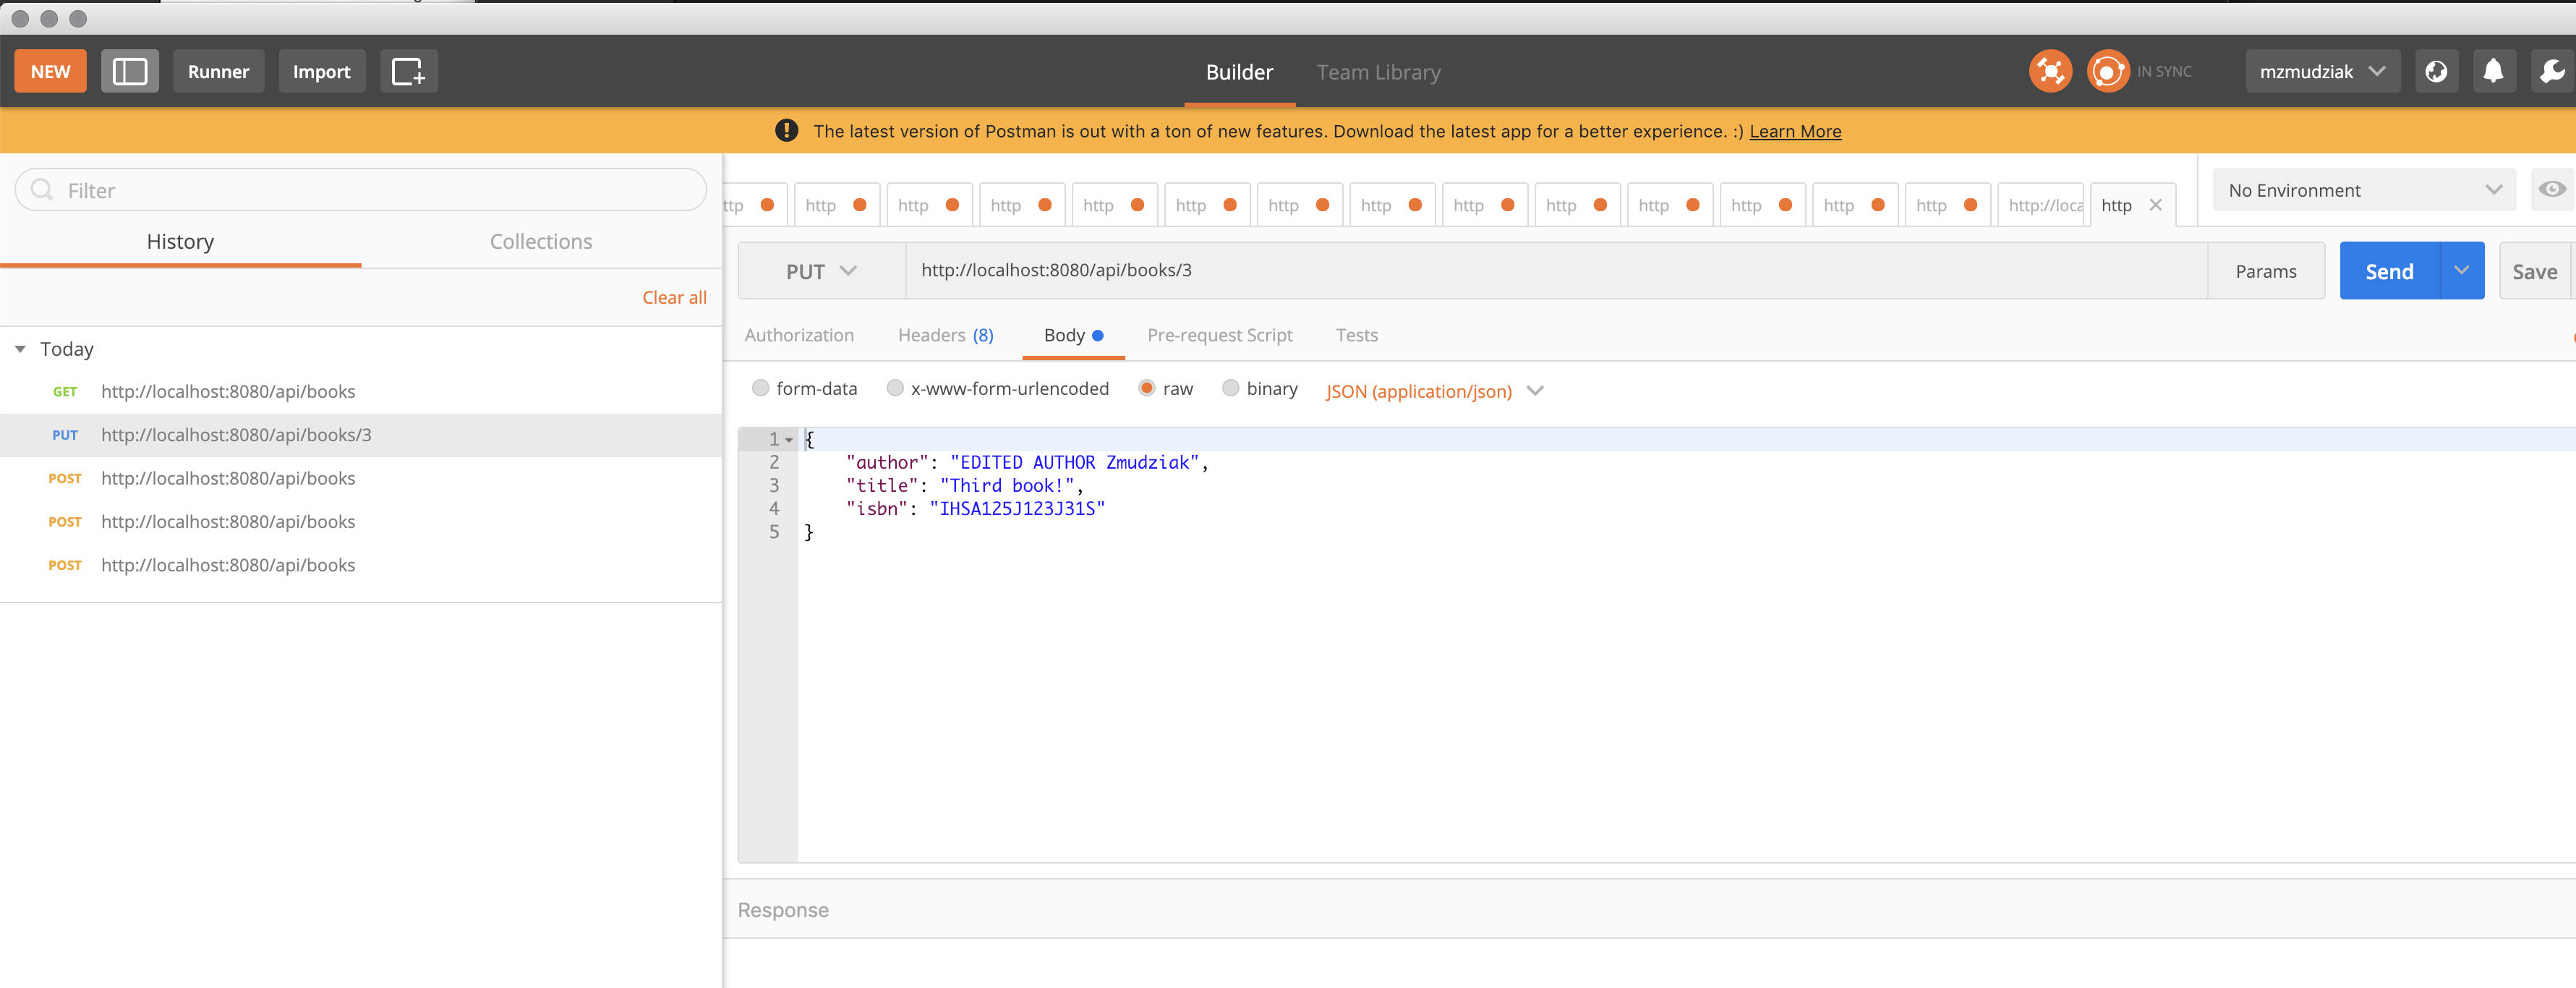 NEW Runner Import Builder Team Library IN SYNC mzmudziak
The latest version of Postman is out with a ton of new features. Download the latest app for a better experience. :) Learn More
Filter
History Collections
Clear all
Today
GET http://localhost:8080/api/books
PUT http://localhost:8080/api/books/3
POST http://localhost:8080/api/books
POST http://localhost:8080/api/books
POST http://localhost:8080/api/books
ttp http http http http http http http http http http http http http http://loca http No Environment
PUT http://localhost:8080/api/books/3 Params Send Save
Authorization Headers (8) Body Pre-request Script Tests
form-data x-www-form-urlencoded raw binary JSON (application/json)
1 {
2 "author": "EDITED AUTHOR Zmudziak",
3 "title": "Third book!",
4 "isbn": "IHSA125J123J31S"
5 }
Response